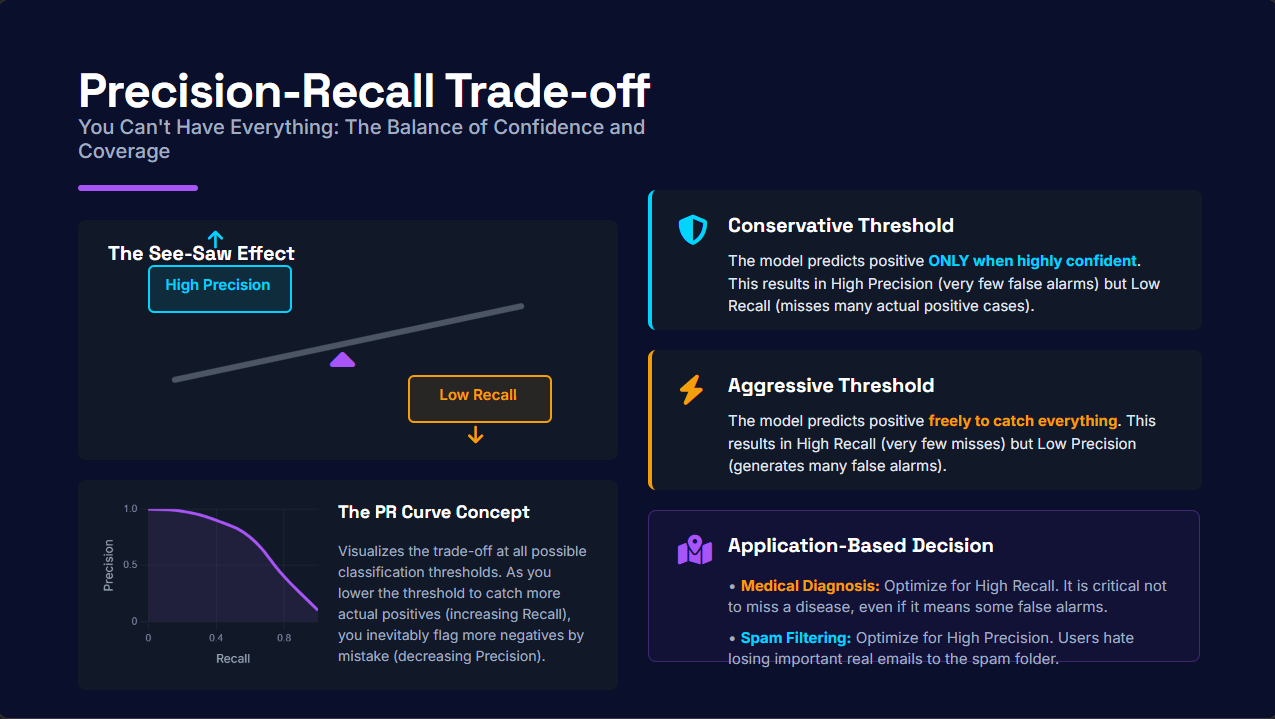 Precision-Recall Trade-off
You Can't Have Everything: The Balance of Confidence and
Coverage
The See-Saw Effect
High Precision
Low Recall
1.0
0.5
0
Precision
0
0.4
0.8
Recall
The PR Curve Concept
Visualizes the trade-off at all possible
classification thresholds. As you
lower the threshold to catch more
actual positives (increasing Recall),
you inevitably flag more negatives by
mistake (decreasing Precision).
Conservative Threshold
The model predicts positive ONLY when highly confident.
This results in High Precision (very few false alarms) but Low
Recall (misses many actual positive cases).
Aggressive Threshold
The model predicts positive freely to catch everything. This
results in High Recall (very few misses) but Low Precision
(generates many false alarms).
Application-Based Decision
• Medical Diagnosis: Optimize for High Recall. It is critical not
to miss a disease, even if it means some false alarms.
• Spam Filtering: Optimize for High Precision. Users hate
losing important real emails to the spam folder.